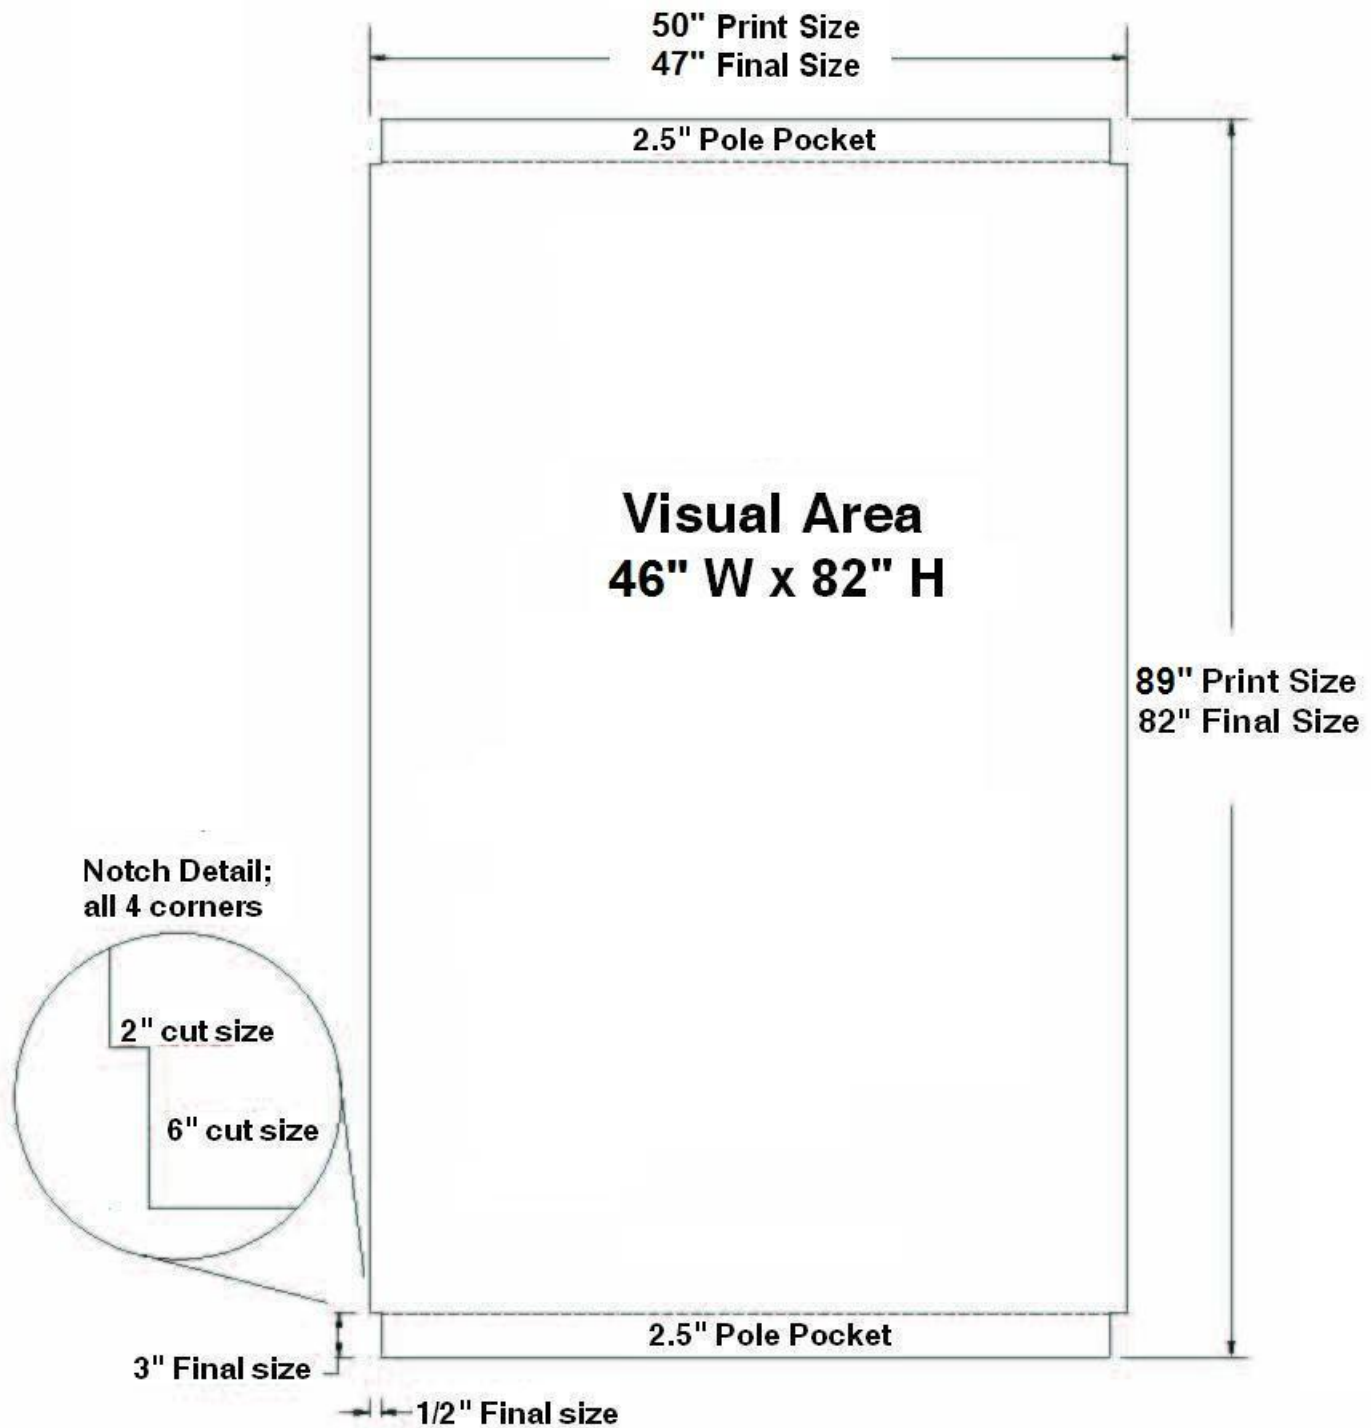 50" Print Size
47" Final Size
2.5" Pole Pocket
Visual Area
46" W x 82" H
89" Print Size
82" Final Size
Notch Detail;
all 4 corners
2" cut size
6" cut size
2.5" Pole Pocket
3" Final size
1/2" Final size